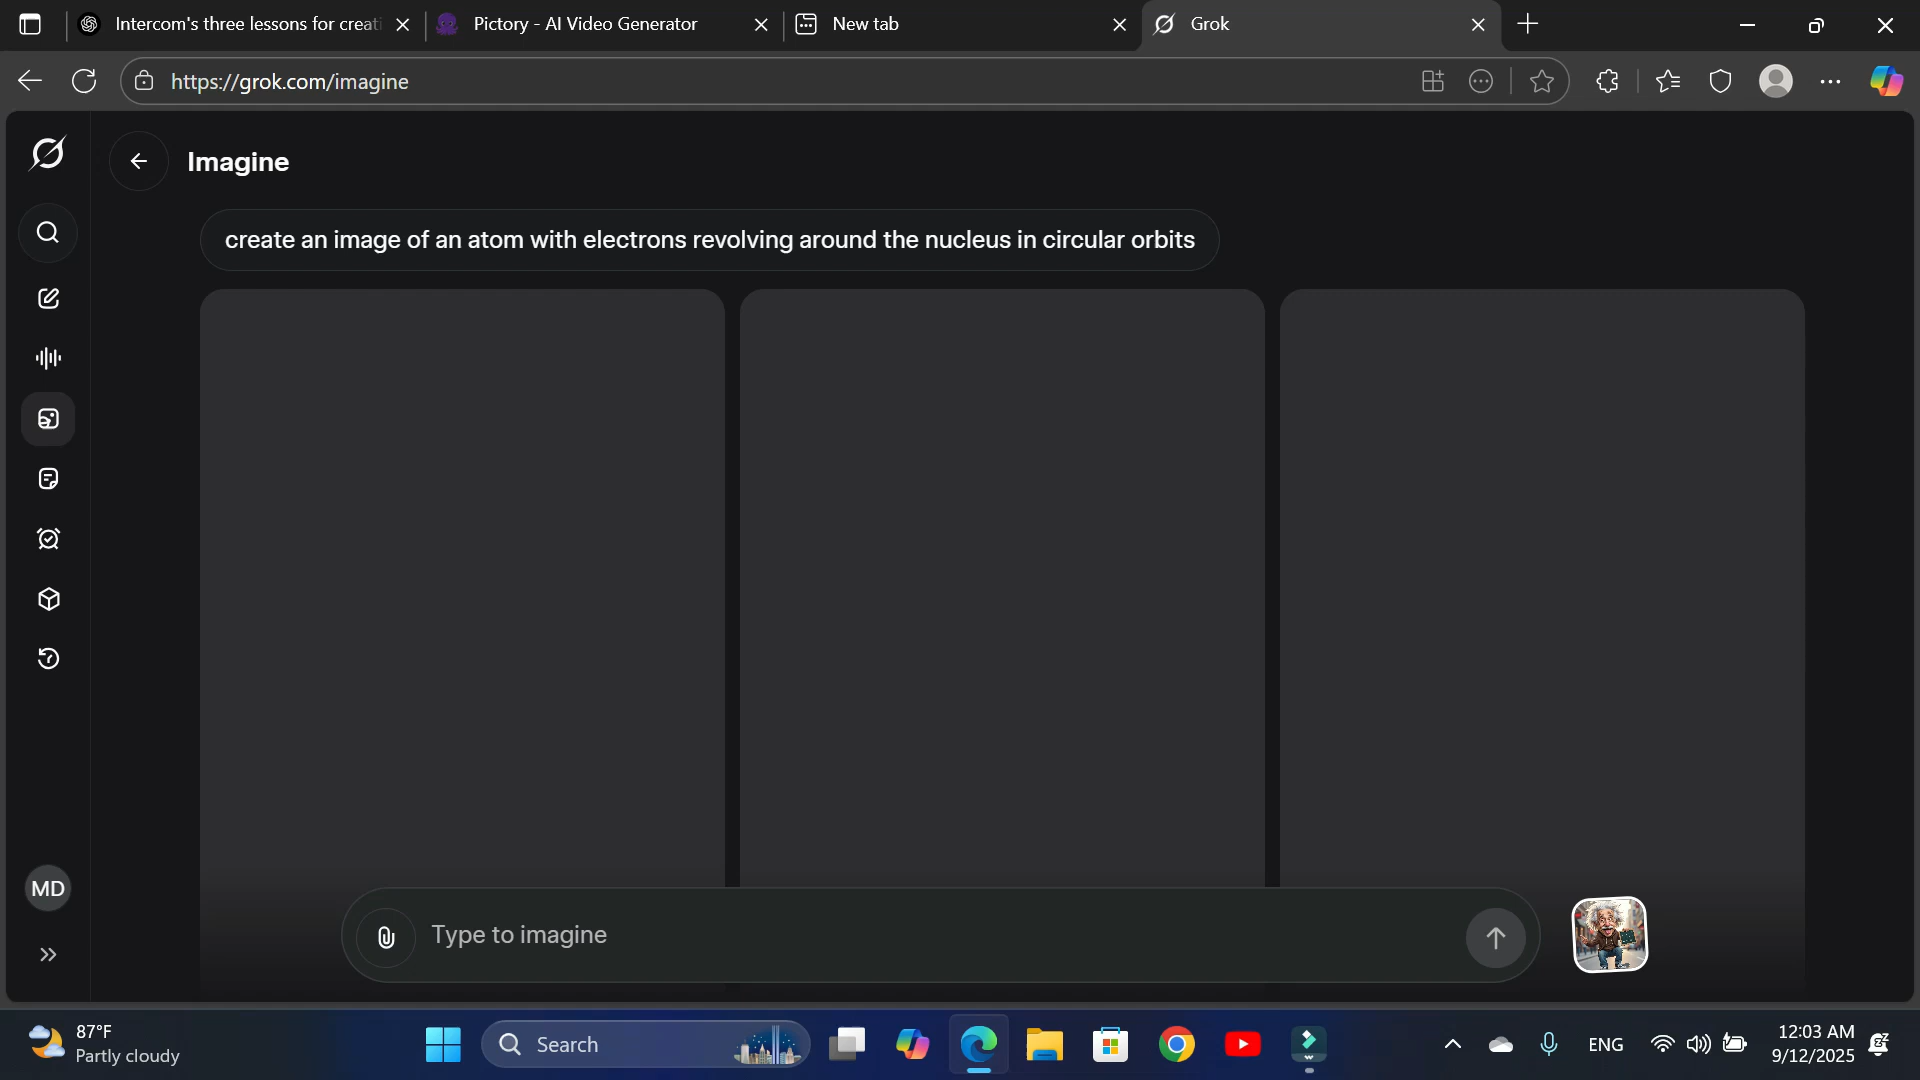 Intercom's three lessons for creati
Pictory - AI Video Generator
New tab
Grok
https://grok.com/imagine
Imagine
create an image of an atom with electrons revolving around the nucleus in circular orbits
Type to imagine
MD
87°F
Partly cloudy
Search
ENG
12:03 AM
9/12/2025